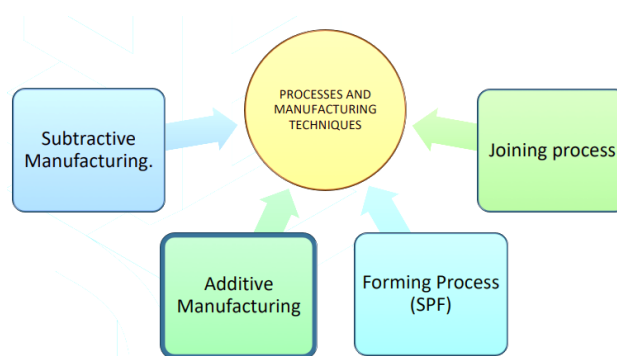 PROCESSES AND
MANUFACTURING
TECHNIQUES
Subtractive
Manufacturing.
Joining process
Additive
Manufacturing
Forming Process
(SPF)